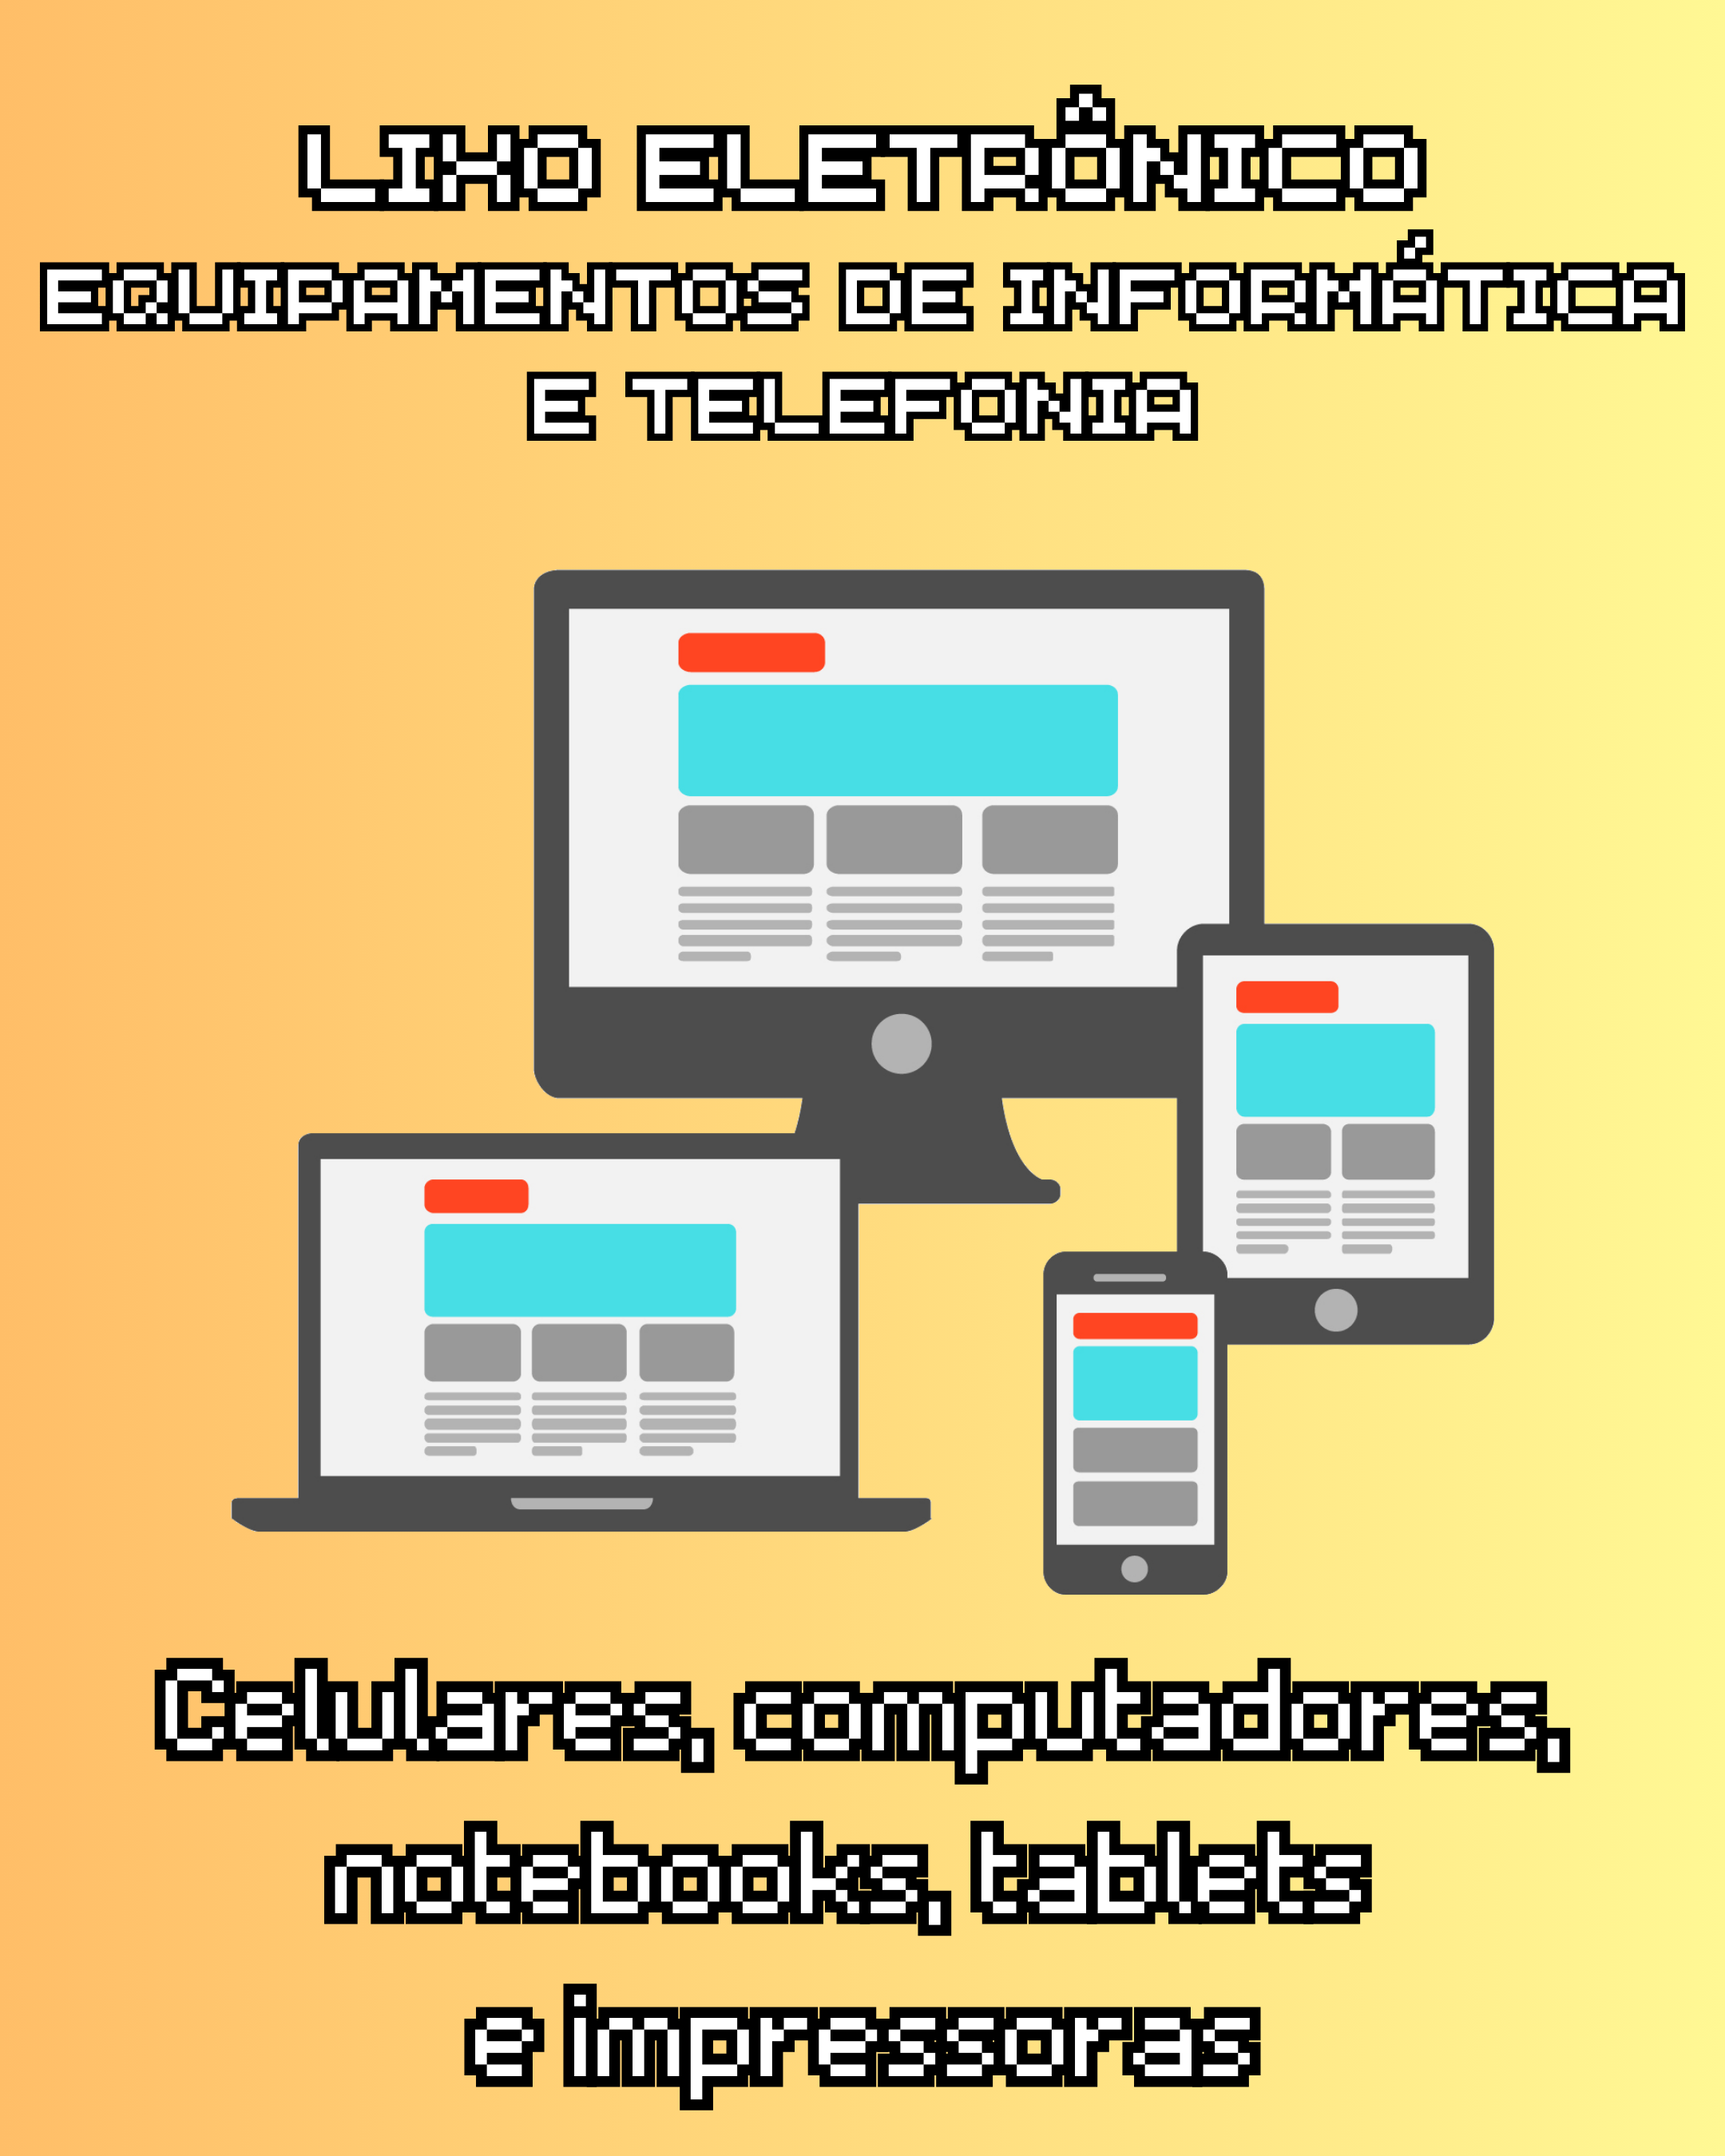 LIXO ELETRÔNICO
EQUIPAMENTOS DE INFORMÁTICA
E TELEFONIA
Celulares, computadores,
notebooks, tablets
e impressoras